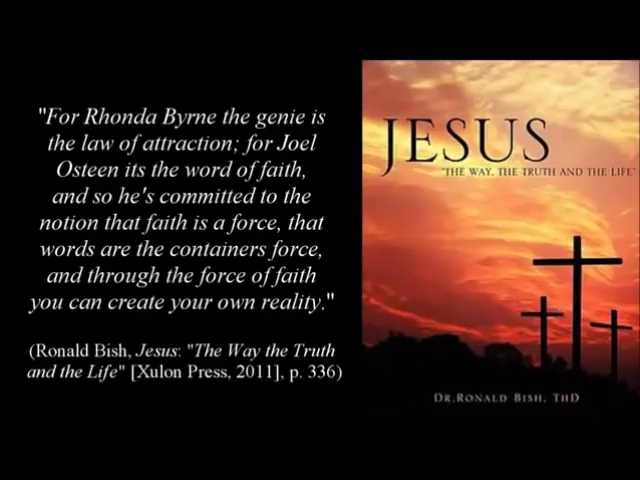 "For Rhonda Byrne the genie is
the law of attraction; for Joel
Osteen its the word of faith,
and so he's committed to the
notion that faith is a force, that
words are the containers force,
and through the force of faith
you can create your own reality."
(Ronald Bish, Jesus: "The Way the Truth
and the Life" [Xulon Press, 2011], p. 336)
JESUS
"THE WAY, THE TRUTH AND THE LIFE"
DR.RONALD BISH, THD